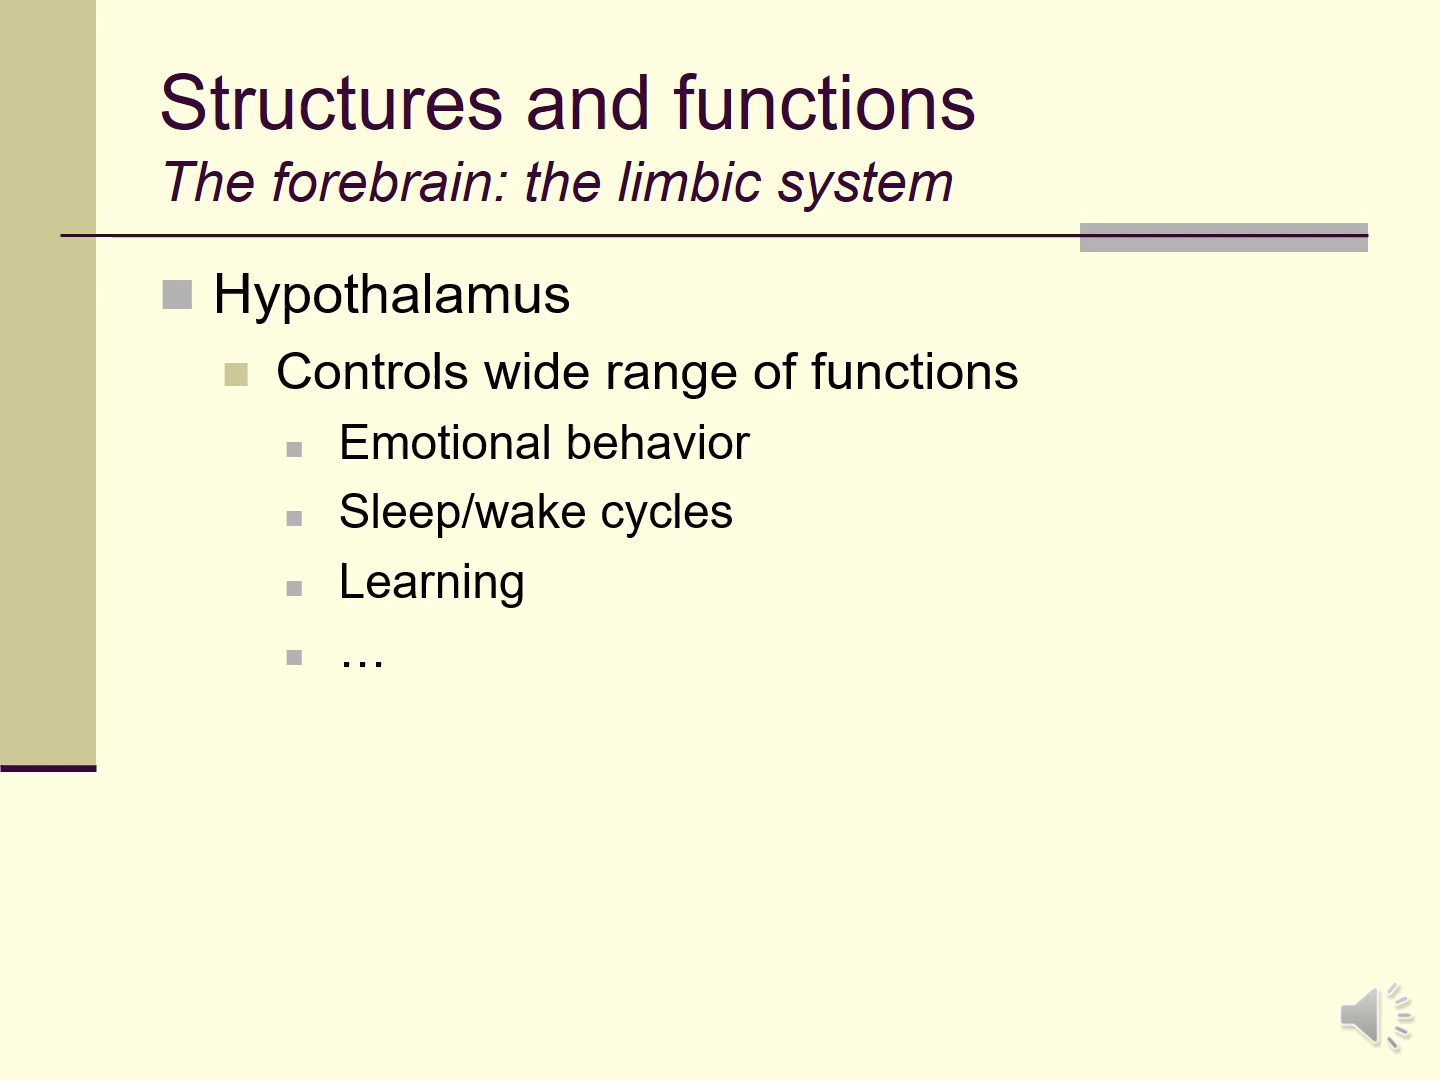 Structures and functions
The forebrain: the limbic system
Hypothalamus
Controls wide range of functions
Emotional behavior
Sleep/wake cycles
Learning
…